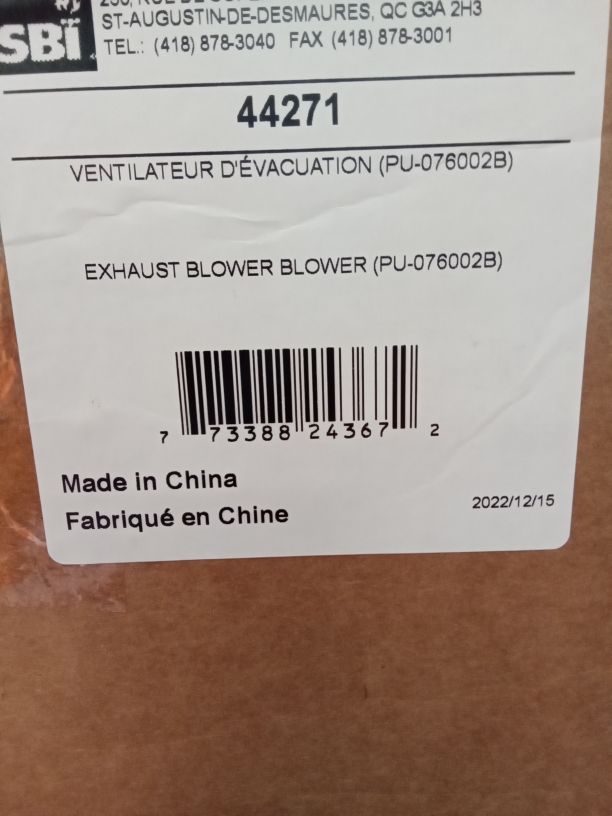 SBi
ST-AUGUSTIN-DE-DESMAURES, QC G3A 2H3
TEL.: (418) 878-3040 FAX (418) 878-3001
44271
VENTILATEUR D'ÉVACUATION (PU-076002B)
EXHAUST BLOWER BLOWER (PU-076002B)
7 73388 24367 2
Made in China
Fabriqué en Chine
2022/12/15